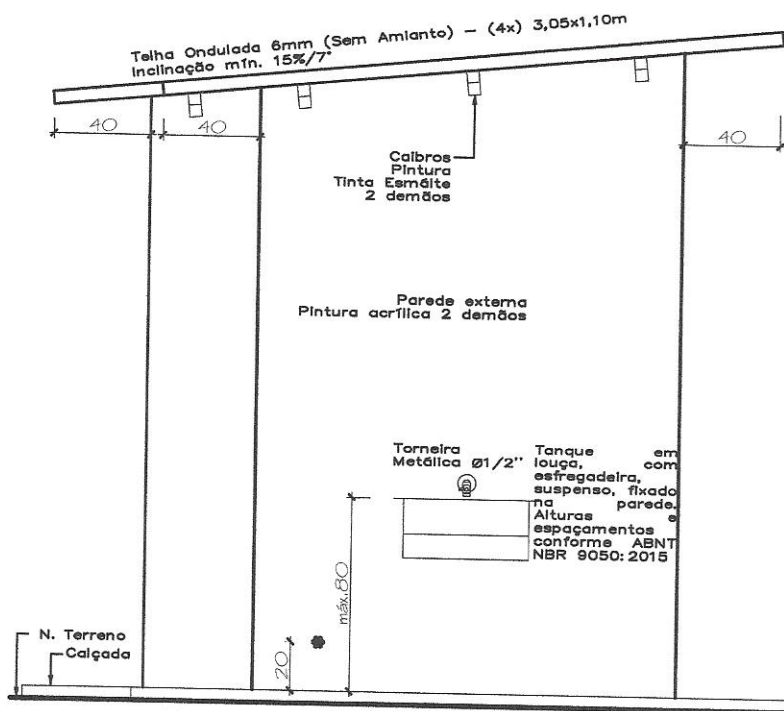 Telha Ondulada 6mm (Sem Amianto) - (4x) 3,05x1,10m
Inclinação mín. 15%/7°
40
40
40
Caibros
Pintura
Tinta Esmálte
2 demãos
Parede externa
Pintura acrílica 2 demãos
Torneira
Metálica Ø1/2"
Tanque em
louça, com
esfregadeira,
suspenso, fixado
na parede.
Alturas e
espaçamentos
conforme ABNT
NBR 9050:2015
máx.80
20
N. Terreno
Calçada